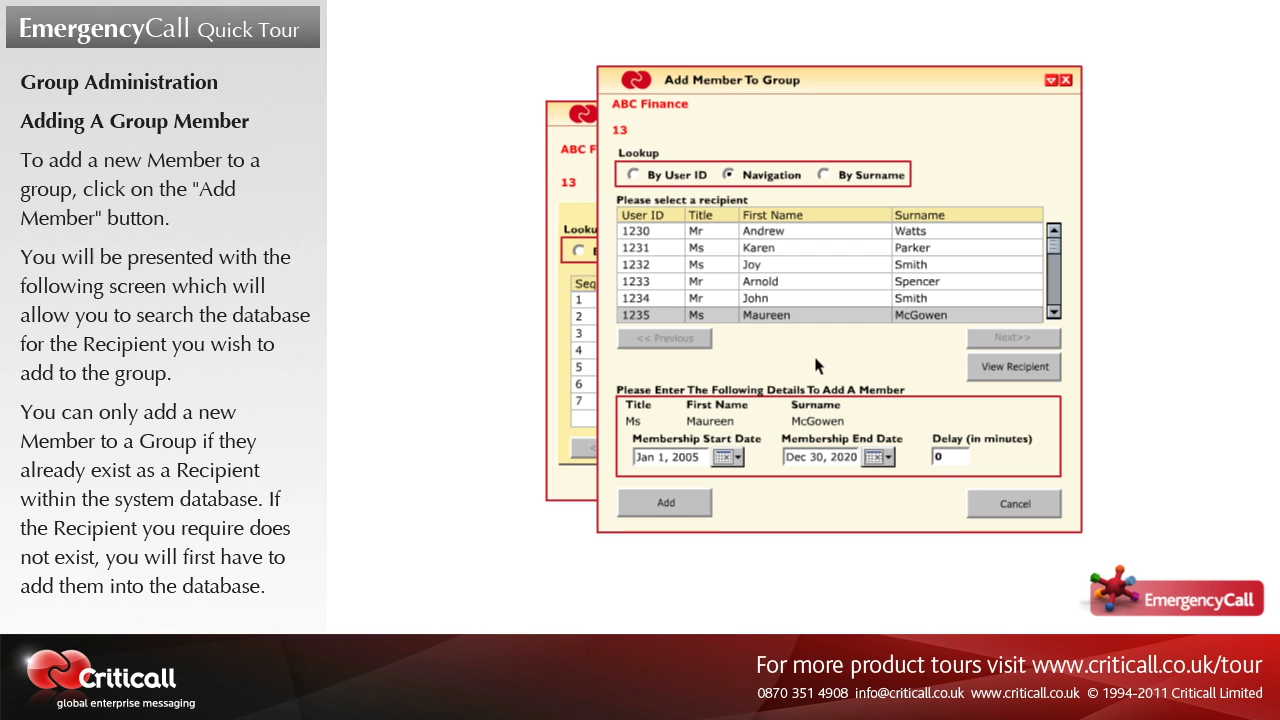 EmergencyCall Quick Tour
Group Administration
Adding A Group Member
To add a new Member to a
group, click on the "Add
Member" button.
You will be presented with the
following screen which will
allow you to search the database
for the Recipient you wish to
add to the group.
You can only add a new
Member to a Group if they
already exist as a Recipient
within the system database. If
the Recipient you require does
not exist, you will first have to
add them into the database.
ABC F
13
Looku
Seq
1
2
3
4
5
6
7
Add Member To Group
ABC Finance
13
Lookup
By User ID Navigation By Surname
Please select a recipient
User ID Title First Name Surname
1230 Mr Andrew Watts
1231 Ms Karen Parker
1232 Ms Joy Smith
1233 Mr Arnold Spencer
1234 Mr John Smith
1235 Ms Maureen McGowen
<< Previous Next>>
View Recipient
Please Enter The Following Details To Add A Member
Title First Name Surname
Ms Maureen McGowen
Membership Start Date Membership End Date Delay (in minutes)
Jan 1, 2005 Dec 30, 2020 0
Add Cancel
EmergencyCall
Criticall
global enterprise messaging
For more product tours visit www.criticall.co.uk/tour
0870 351 4908 info@criticall.co.uk www.criticall.co.uk © 1994-2011 Criticall Limited